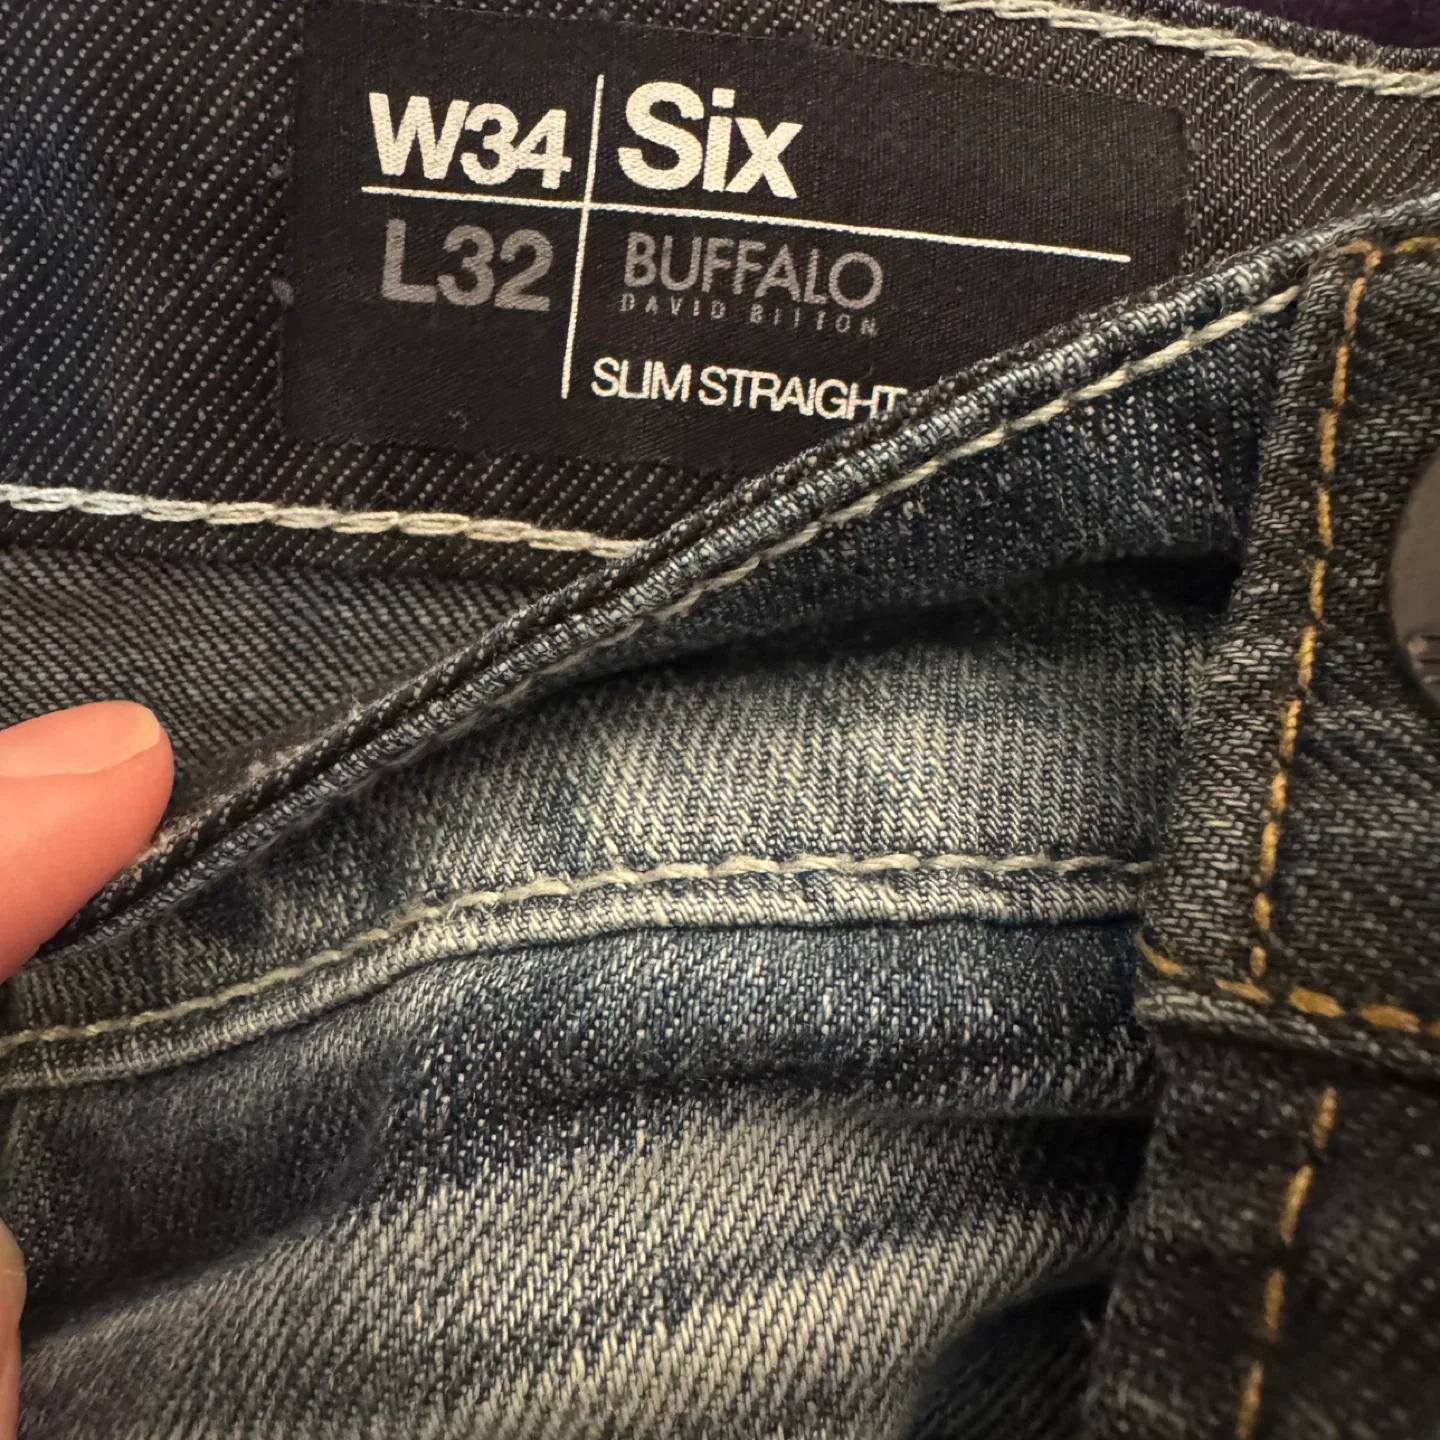 W34 Six
L32 BUFFALO
DAVID BITTON
SLIM STRAIGHT